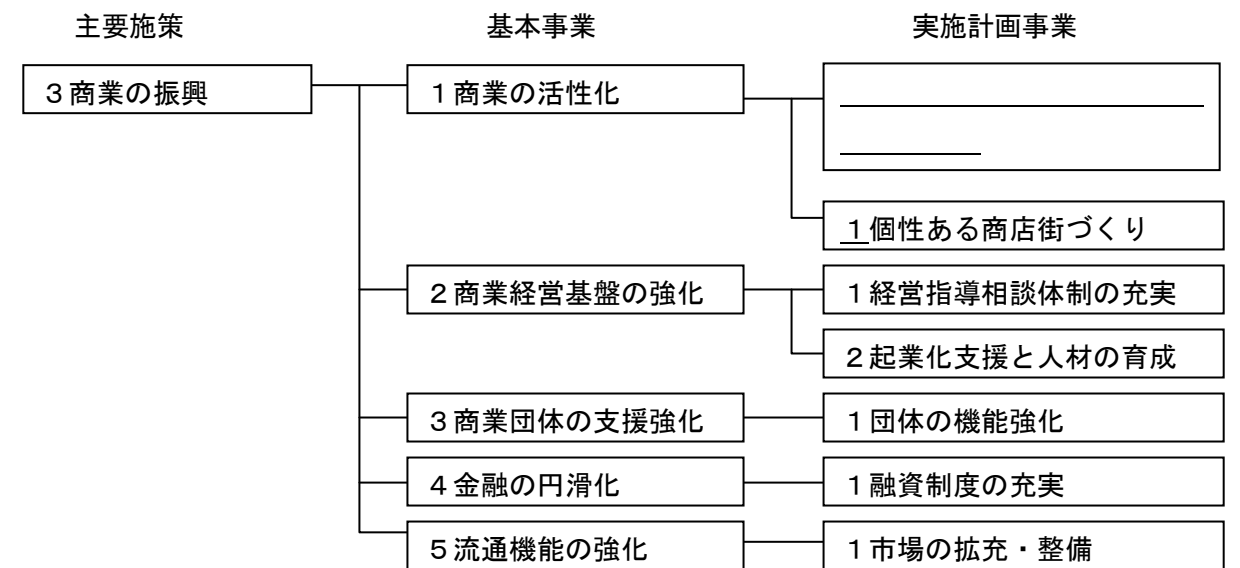 主要施策 基本事業 実施計画事業
3商業の振興 1商業の活性化
1個性ある商店街づくり
2商業経営基盤の強化 1経営指導相談体制の充実
2起業化支援と人材の育成
3商業団体の支援強化 1団体の機能強化
4金融の円滑化 1融資制度の充実
5流通機能の強化 1市場の拡充・整備